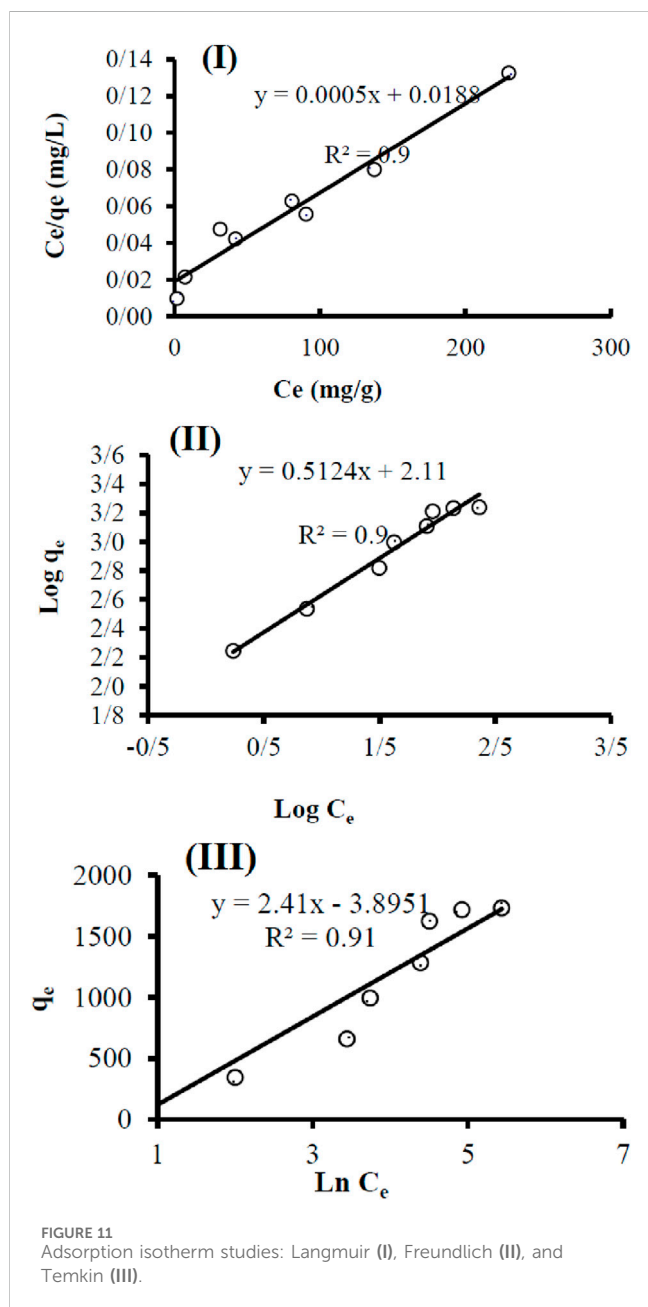 (I)
0/14
0/12
0/10
0/08
0/06
0/04
0/02
0/00
Ce/qe (mg/L)
y = 0.0005x + 0.0188
R² = 0.9
0 100 200 300
Ce (mg/g)
(II)
3/6
3/4
3/2
3/0
2/8
2/6
2/4
2/2
2/0
1/8
Log qe
y = 0.5124x + 2.11
R² = 0.9
-0/5 0/5 1/5 2/5 3/5
Log Ce
(III)
2000
1500
1000
500
0
qe
y = 2.41x - 3.8951
R² = 0.91
1 3 5 7
Ln Ce
FIGURE 11
Adsorption isotherm studies: Langmuir (I), Freundlich (II), and
Temkin (III).